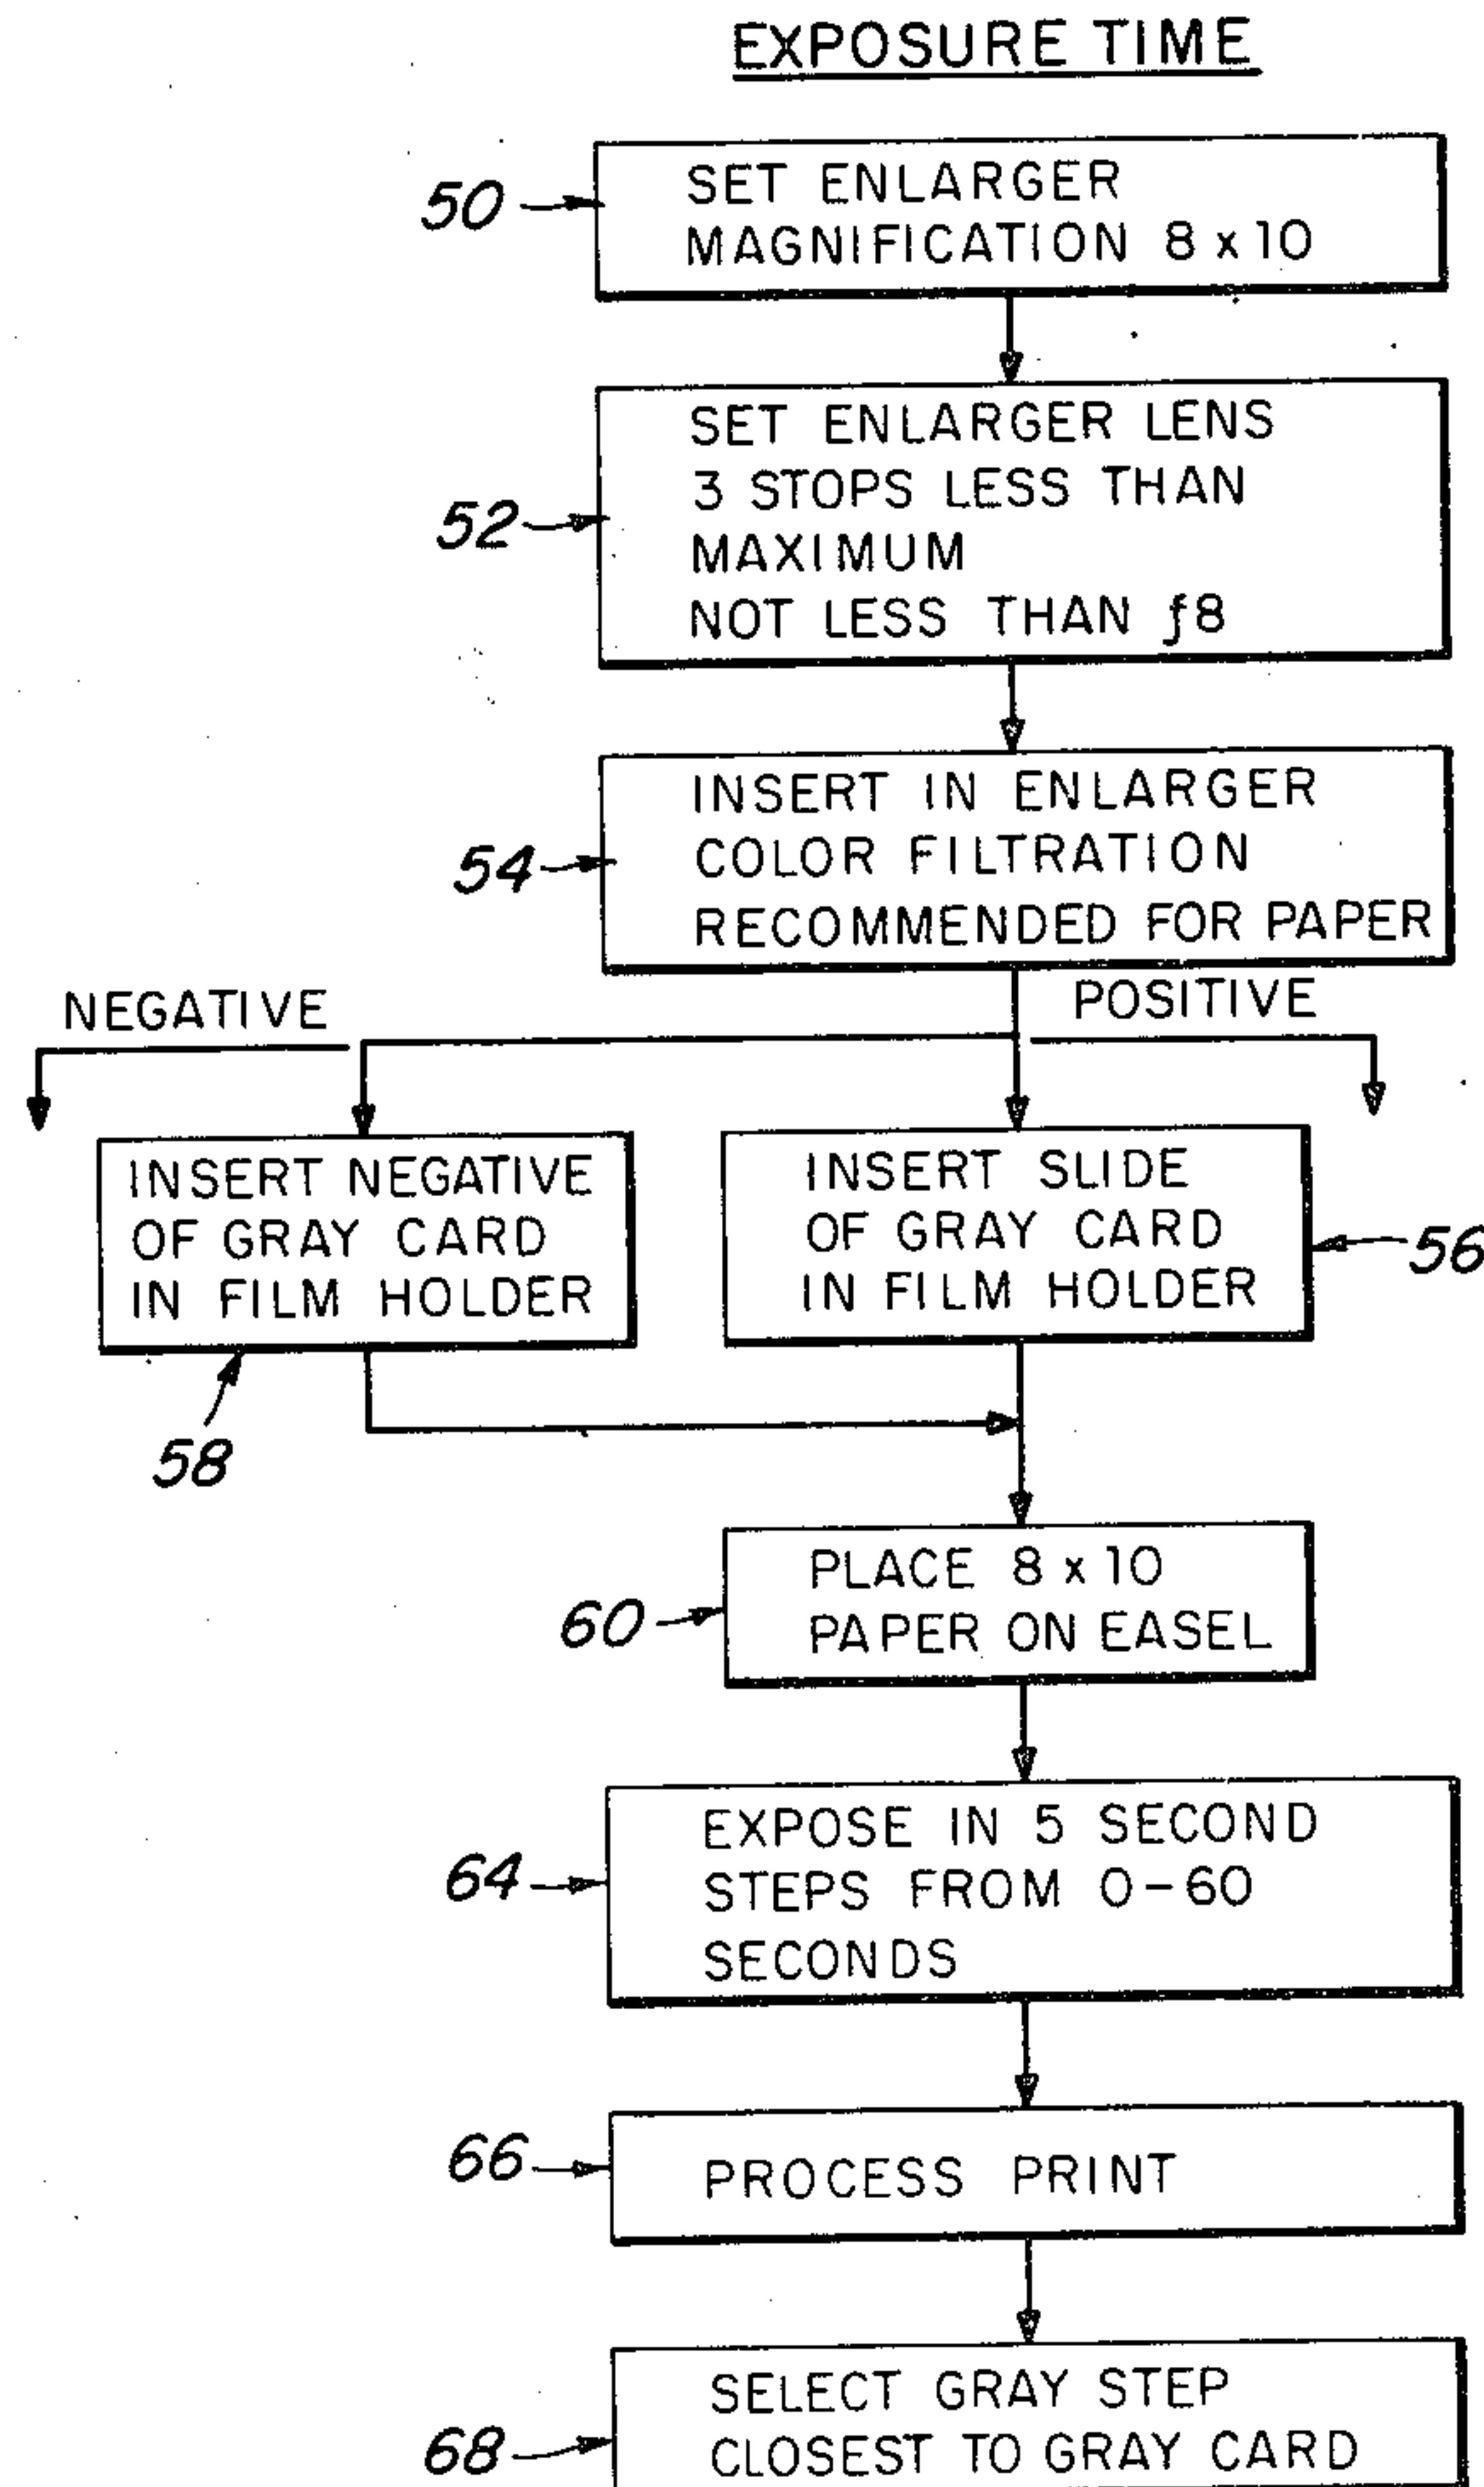 EXPOSURE TIME
50
SET ENLARGER
MAGNIFICATION 8 x 10
52
SET ENLARGER LENS
3 STOPS LESS THAN
MAXIMUM
NOT LESS THAN ƒ8
54
INSERT IN ENLARGER
COLOR FILTRATION
RECOMMENDED FOR PAPER
NEGATIVE
POSITIVE
INSERT NEGATIVE
OF GRAY CARD
IN FILM HOLDER
58
INSERT SLIDE
OF GRAY CARD
IN FILM HOLDER
56
60
PLACE 8 x 10
PAPER ON EASEL
64
EXPOSE IN 5 SECOND
STEPS FROM 0-60
SECONDS
66
PROCESS PRINT
68
SELECT GRAY STEP
CLOSEST TO GRAY CARD